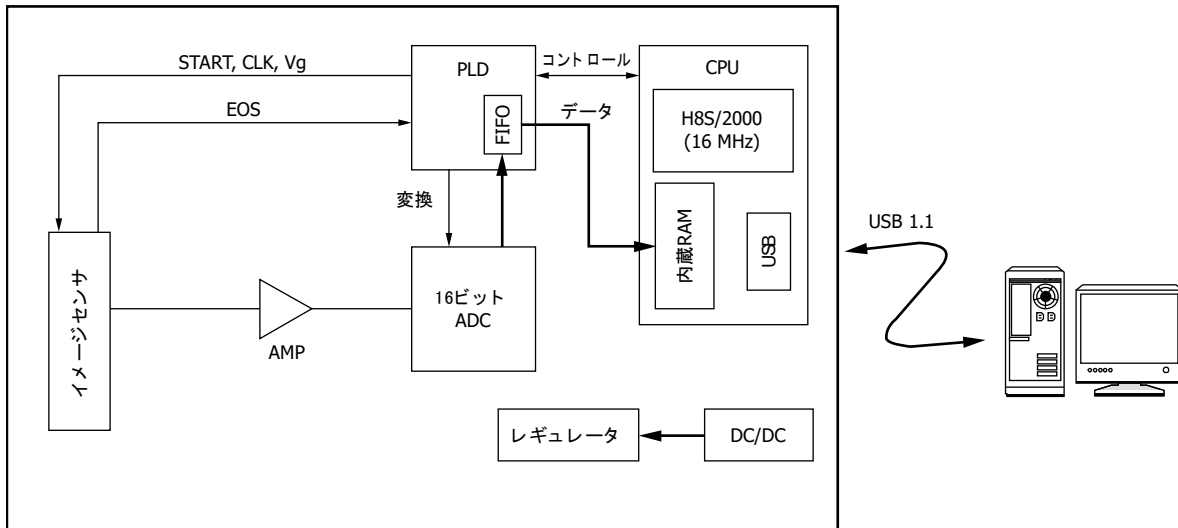 START, CLK, Vg
EOS
PLD
FIFO
コントロール
データ
CPU
H8S/2000
(16 MHz)
内蔵RAM
USB
変換
イメージセンサ
AMP
16ビット
ADC
USB 1.1
レギュレータ
DC/DC